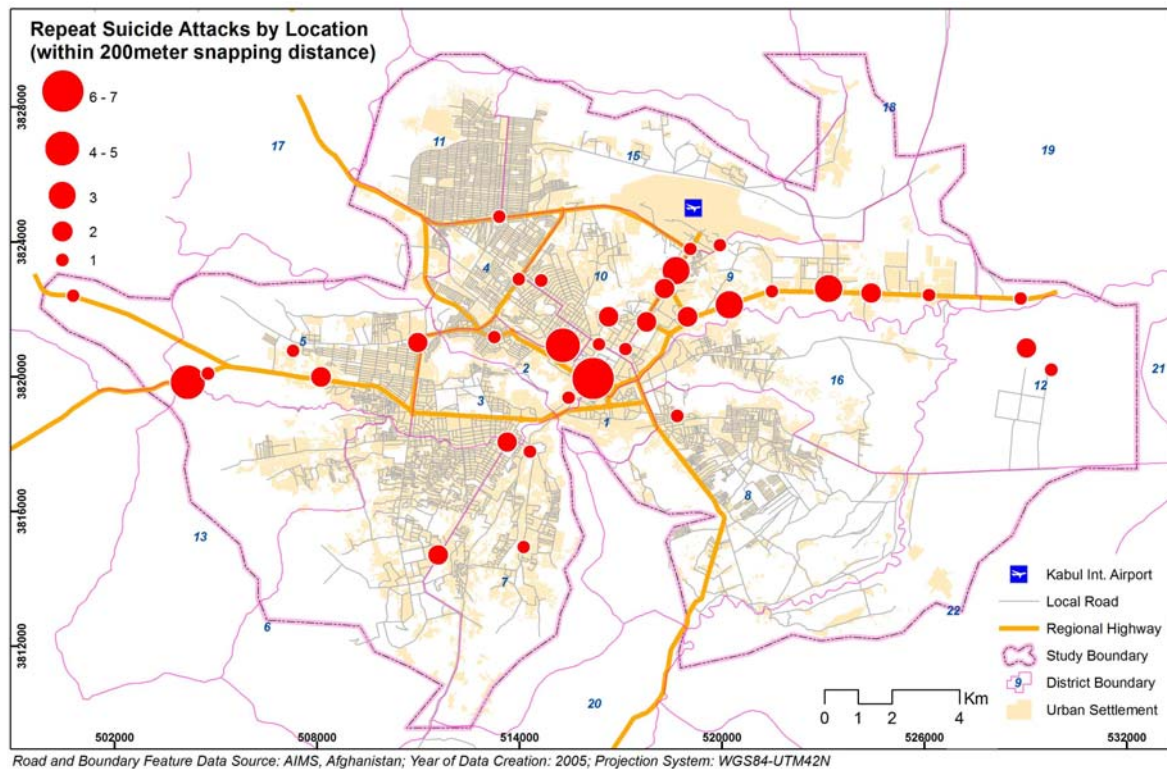 Repeat Suicide Attacks by Location
(within 200meter snapping distance)
6 - 7
4 - 5
3
2
1
3828000
3824000
3820000
3816000
3812000
17
11
15
18
19
4
10
9
5
2
3
1
16
12
21
8
13
7
6
22
20
Kabul Int. Airport
Local Road
Regional Highway
Study Boundary
9
District Boundary
Urban Settlement
Km
0 1 2 4
502000 508000 514000 520000 526000 532000
Road and Boundary Feature Data Source: AIMS, Afghanistan; Year of Data Creation: 2005; Projection System: WGS84-UTM42N